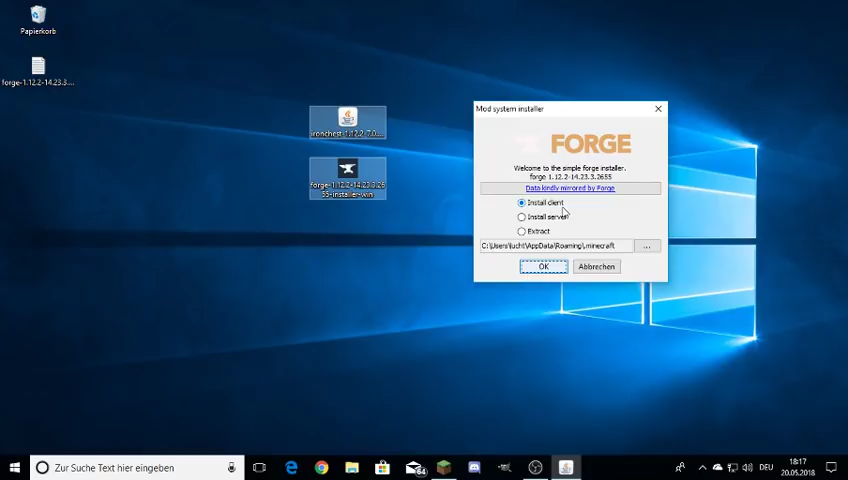 Papierkorb
forge-1.12.2-14.23.3....
ironchest-1.12.2-7.0....
forge-1.12.2-14.23.3.26
55-installer-win
Mod system installer
FORGE
Welcome to the simple forge installer.
forge 1.12.2-14.23.3.2655
Data kindly mirrored by Forge
Install client
Install server
Extract
C:\Users\lucht\AppData\Roaming\.minecraft
...
OK
Abbrechen
Zur Suche Text hier eingeben
64
DEU
18:17
20.05.2018